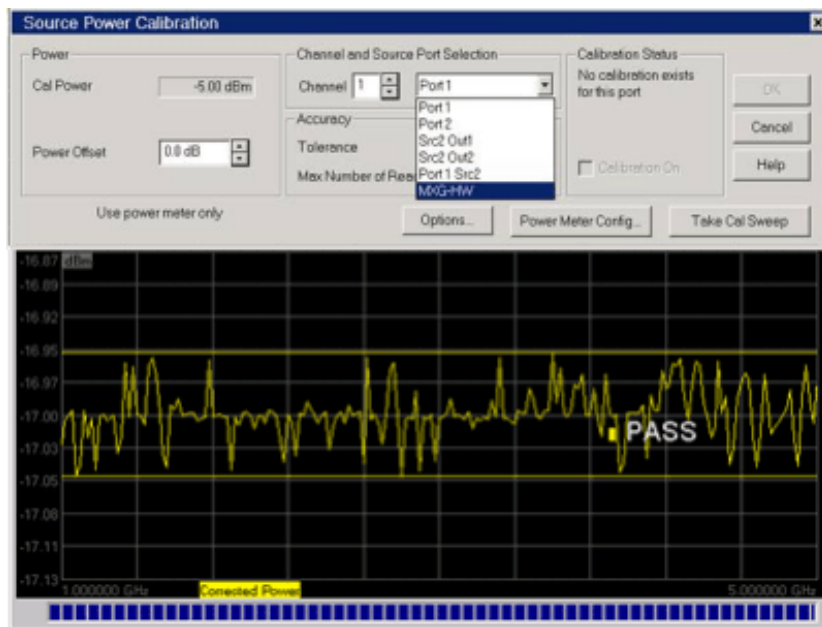 Source Power Calibration
Power
Cal Power
-5.00 dBm
Power Offset
0.0 dB
Use power meter only
Channel and Source Port Selection
Channel
1
Port 1
Port 1
Port 2
Src2 Out1
Src2 Out2
Port 1 Src2
MXG-HW
Accuracy
Tolerance
Max Number of Rea
Calibration Status
No calibration exists
for this port
Calibration On
OK
Cancel
Help
Options...
Power Meter Config...
Take Cal Sweep
-16.87
dBm
-16.89
-16.92
-16.95
-16.97
-17.00
-17.03
-17.05
-17.08
-17.11
-17.13
PASS
1.000000 GHz
Corrected Power
5.000000 GHz